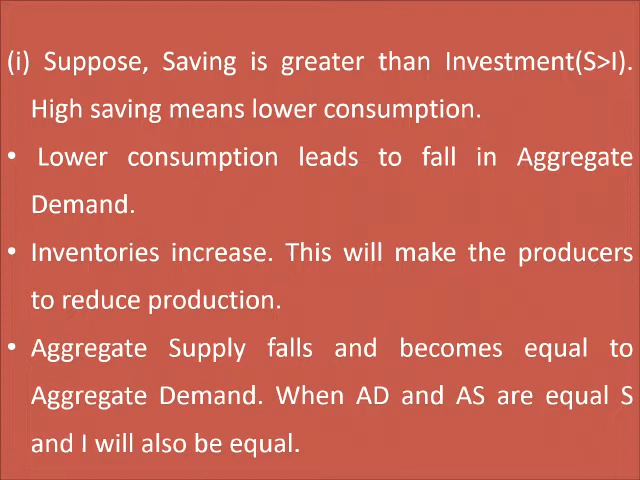 (i) Suppose, Saving is greater than Investment(S>I).
High saving means lower consumption.
• Lower consumption leads to fall in Aggregate
Demand.
• Inventories increase. This will make the producers
to reduce production.
• Aggregate Supply falls and becomes equal to
Aggregate Demand. When AD and AS are equal S
and I will also be equal.